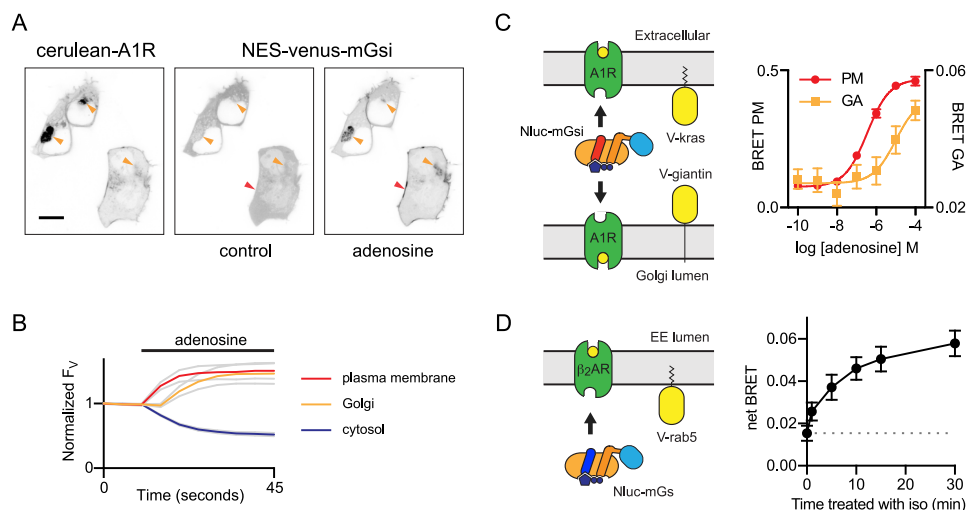 A
cerulean-A1R
NES-venus-mGsi
control
adenosine
B
adenosine
Normalized FV
1
0
0
45
Time (seconds)
plasma membrane
Golgi
cytosol
C
Extracellular
A1R
V-kras
Nluc-mGsi
V-giantin
A1R
Golgi lumen
BRET PM
0.5
0.0
PM
GA
0.06
0.02
BRET GA
-10
-8
-6
-4
log [adenosine] M
D
EE lumen
β2AR
V-rab5
Nluc-mGs
net BRET
0.06
0.04
0.02
0.00
0
10
20
30
Time treated with iso (min)